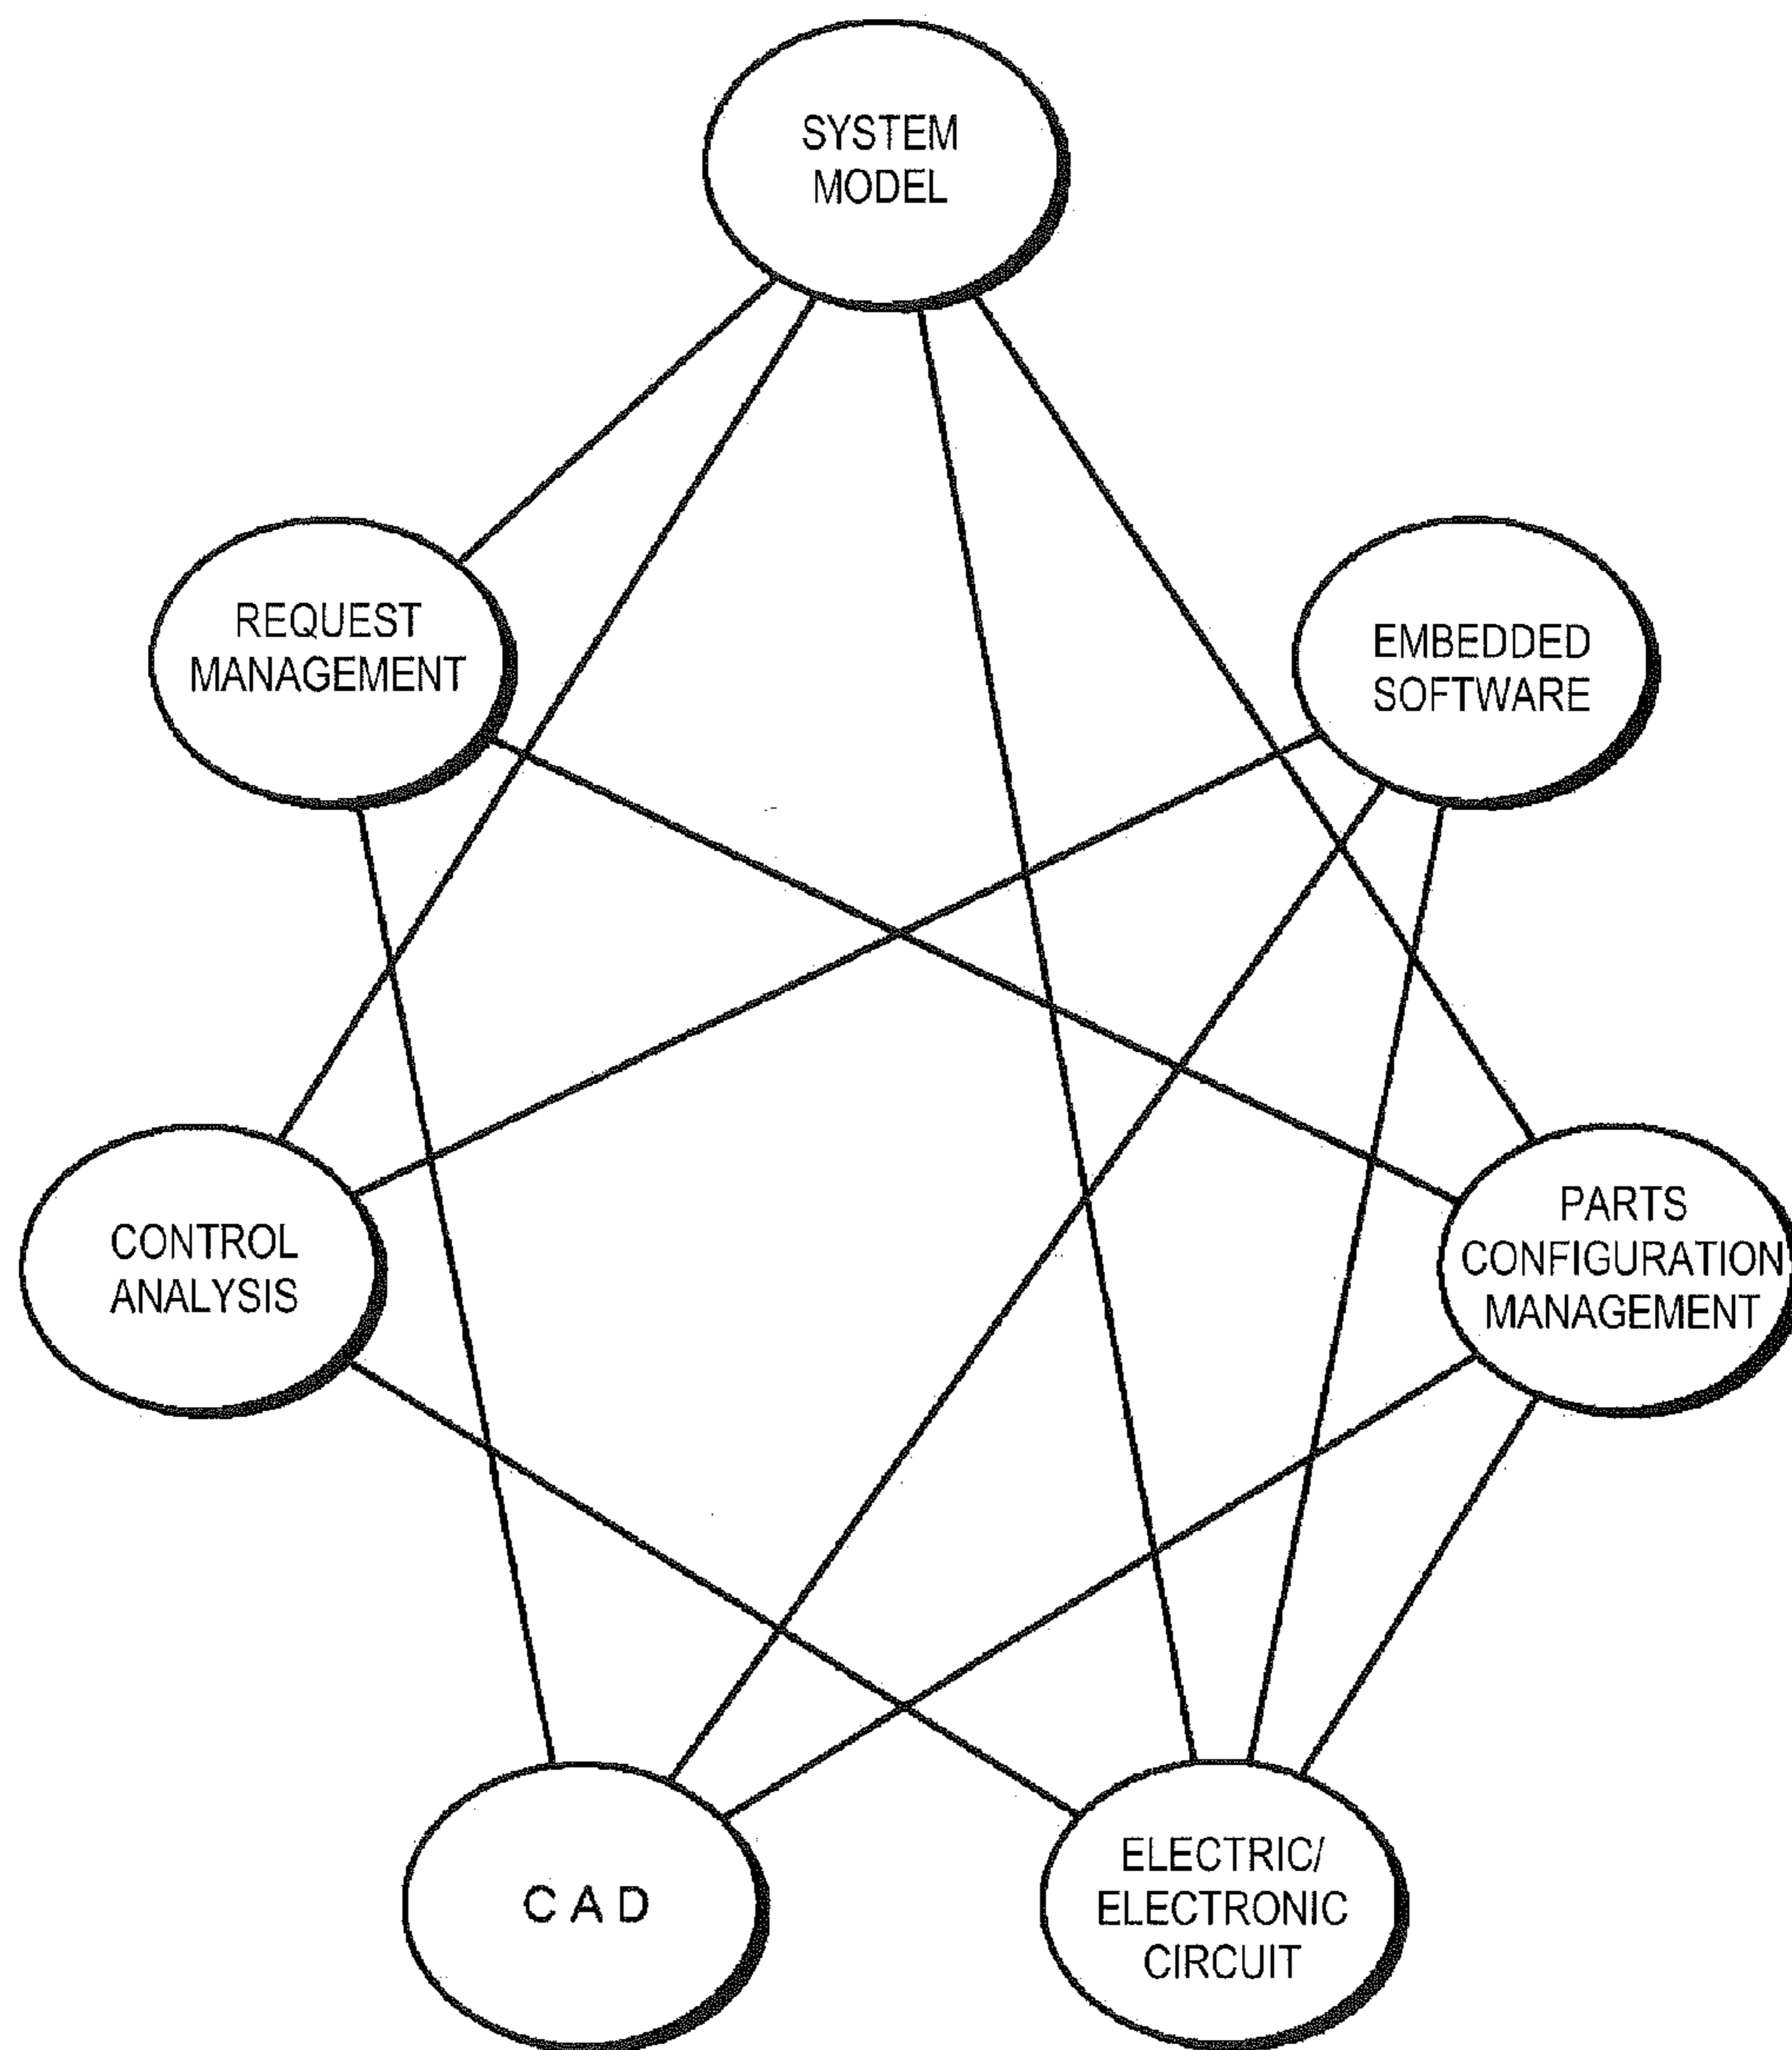 SYSTEM
MODEL
REQUEST
MANAGEMENT
EMBEDDED
SOFTWARE
CONTROL
ANALYSIS
PARTS
CONFIGURATION
MANAGEMENT
CAD
ELECTRIC/
ELECTRONIC
CIRCUIT